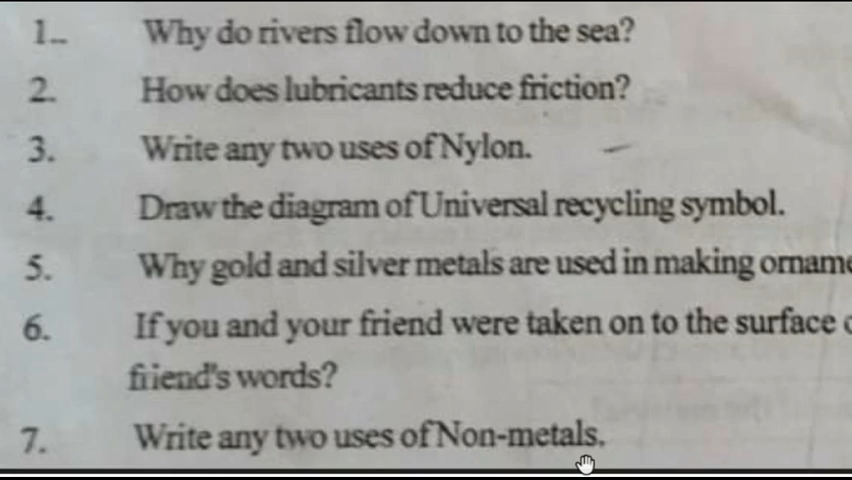 1.. Why do rivers flow down to the sea?
2. How does lubricants reduce friction?
3. Write any two uses of Nylon.
4. Draw the diagram of Universal recycling symbol.
5. Why gold and silver metals are used in making
6. If you and your friend were taken on to the surface
friend's words?
7. Write any two uses of Non-metals.